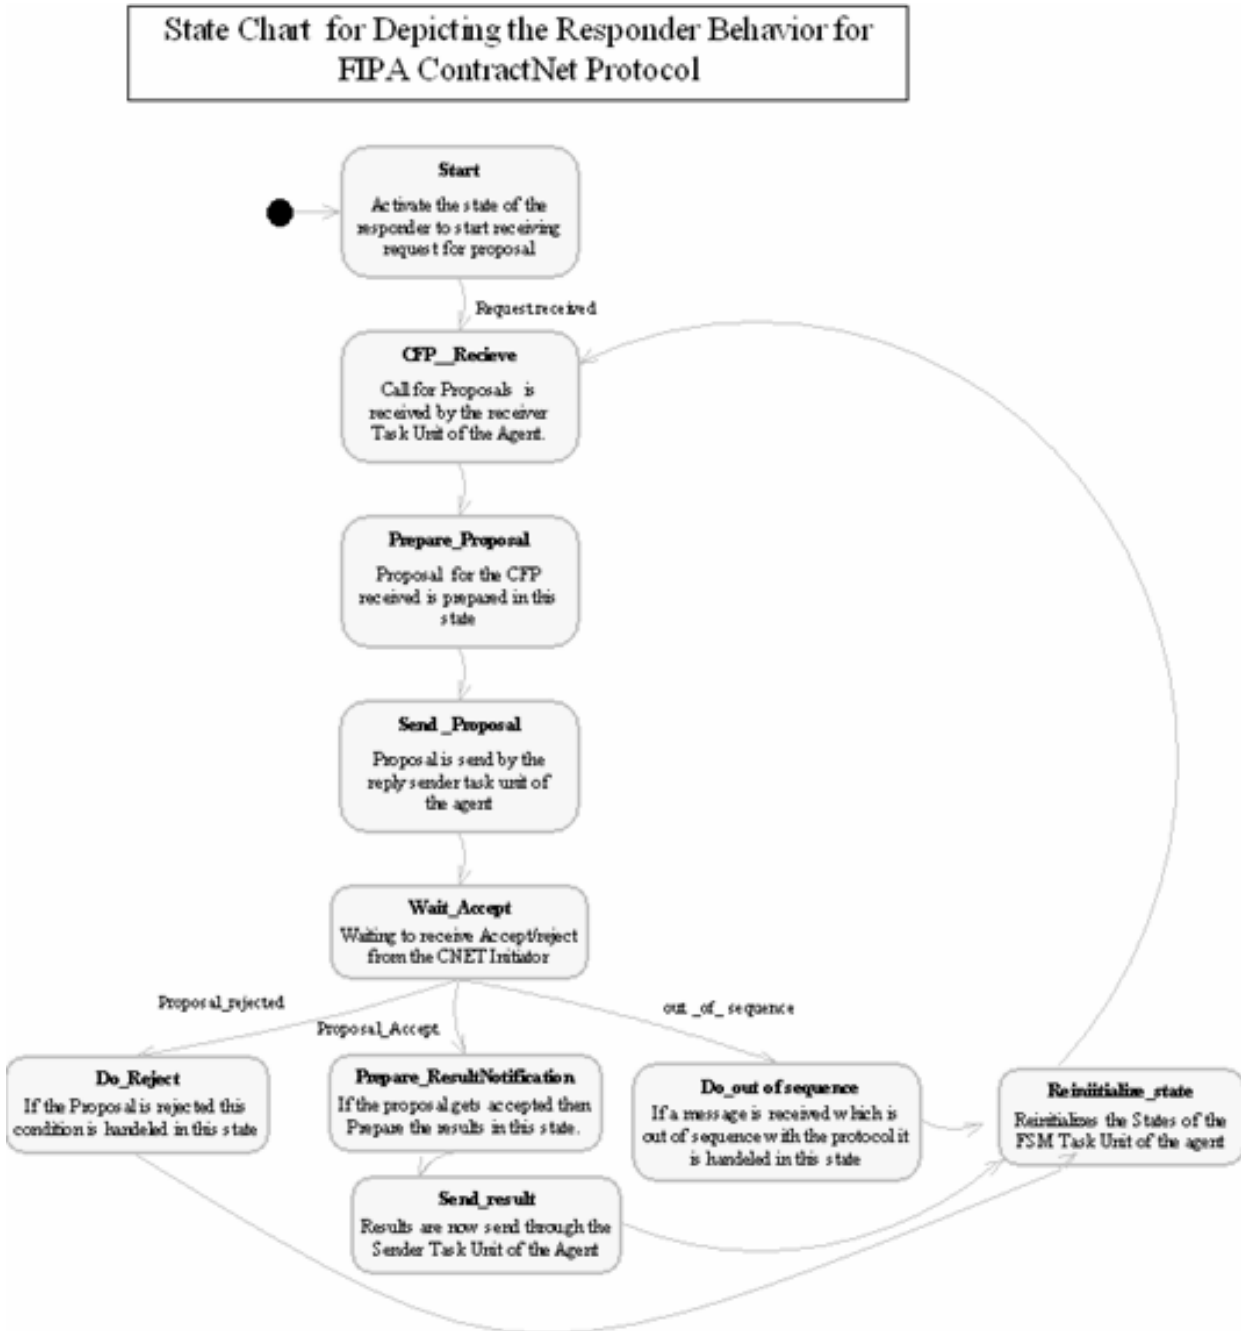 State Chart for Depicting the Responder Behavior for
FIPA ContractNet Protocol
Start
Activate the state of the
responder to start receiving
request for proposal
Request received
CFP__Recieve
Call for Proposals is
received by the receiver
Task Unit of the Agent.
Prepare_Proposal
Proposal for the CFP
received is prepared in this
state
Send _Proposal
Proposal is send by the
reply sender task unit of
the agent
Wait_Accept
Waiting to receive Accept/reject
from the CNET Initiator
Proposal_rejected
Proposal_Accept
out _of_ sequence
Do_Reject
If the Proposal is rejected this
condition is handeled in this state
Prepare_ResultNotification
If the proposal gets accepted then
Prepare the results in this state.
Do_out of sequence
If a message is received which is
out of sequence with the protocol it
is handeled in this state
Reiniitialize_state
Reinitializes the States of the
FSM Task Unit of the agent
Send_result
Results are now send through the
Sender Task Unit of the Agent